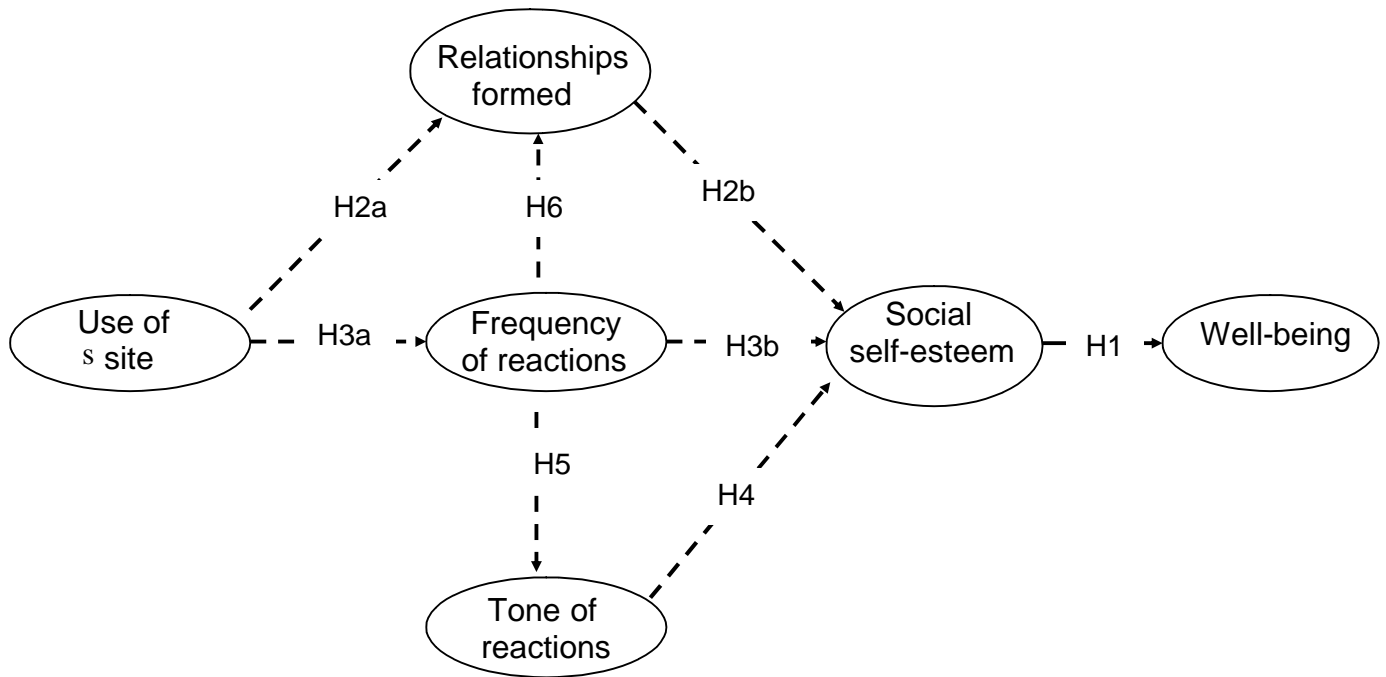 Relationships
formed
H2a
H6
H2b
Use of
s site
H3a
Frequency
of reactions
H3b
Social
self-esteem
H1
Well-being
H5
H4
Tone of
reactions